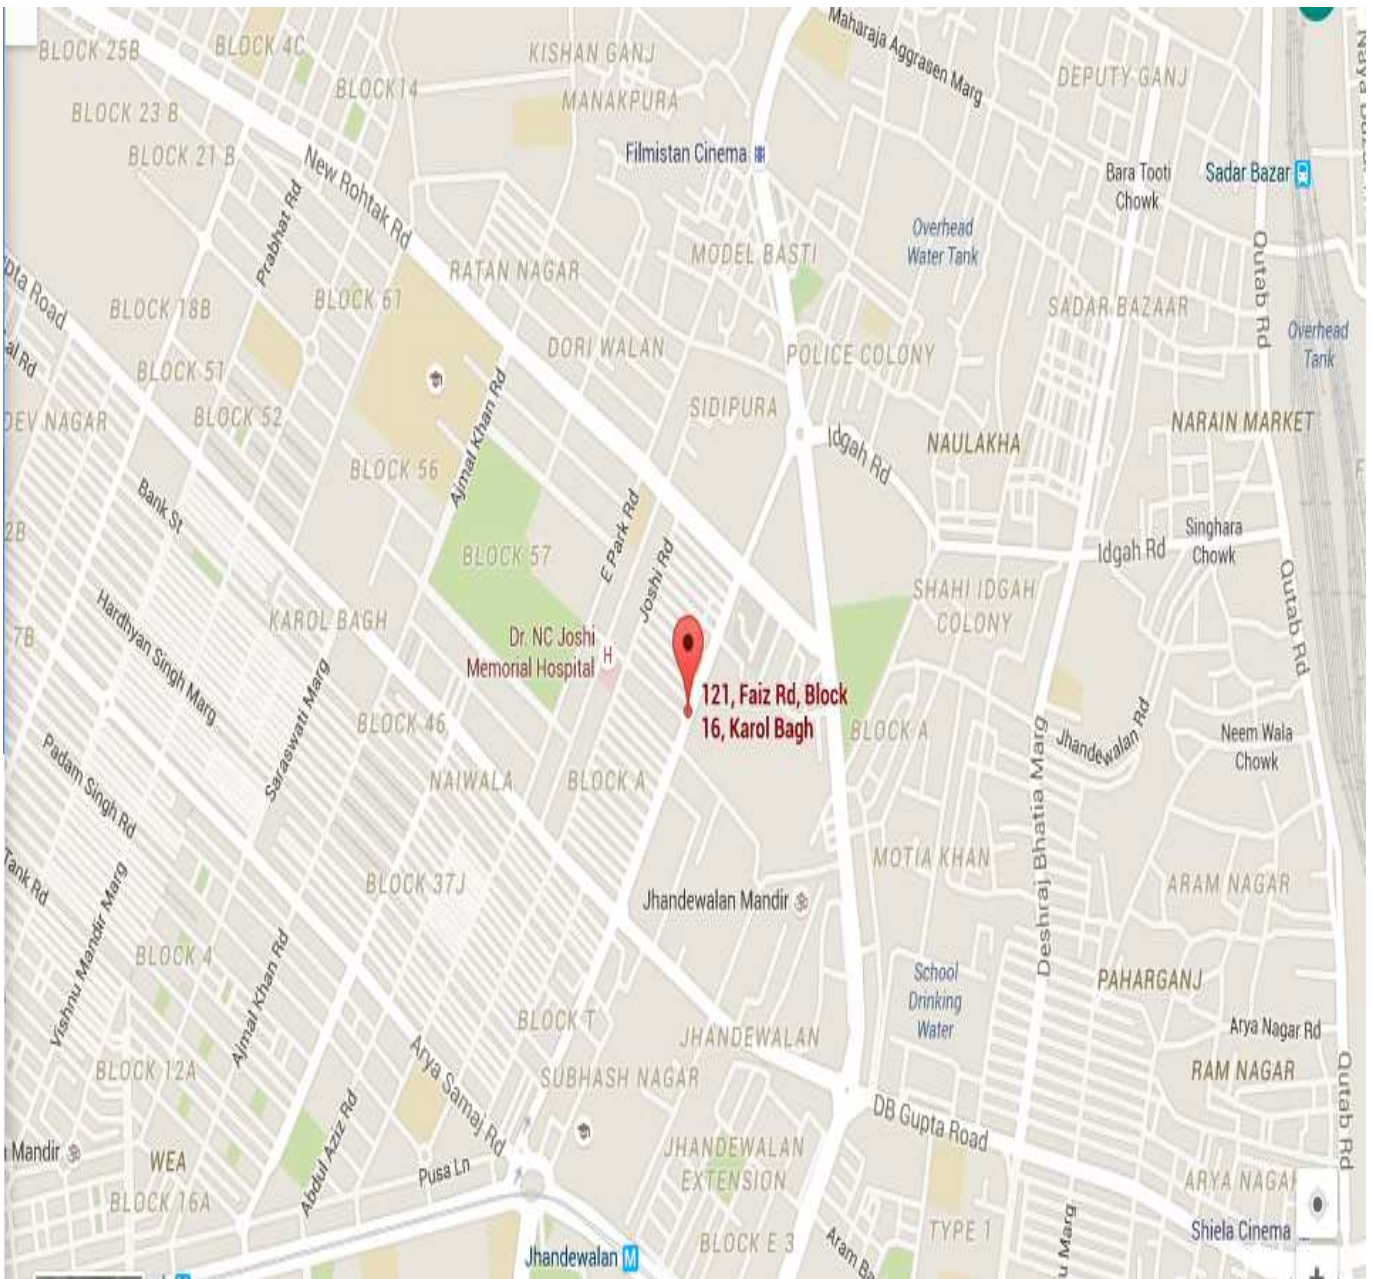 BLOCK 25B
BLOCK 4C
KISHAN GANJ
Maharaja Aggrasen Marg
DEPUTY GANJ
BLOCK14
MANAKPURA
BLOCK 23 B
BLOCK 21 B
New Rohtak Rd
Filmistan Cinema
Bara Tooti
Chowk
Sadar Bazar
Prabhat Rd
Overhead
Water Tank
MODEL BASTI
RATAN NAGAR
Qutab Rd
pta Road
BLOCK 18B
BLOCK 61
SADAR BAZAAR
Overhead
Tank
al Rd
BLOCK 51
DORI WALAN
POLICE COLONY
DEV NAGAR
BLOCK 52
Ajmal Khan Rd
SIDIPURA
NARAIN MARKET
Idgah Rd
NAULAKHA
BLOCK 56
Bank St
2B
E Park Rd
Joshi Rd
BLOCK 57
Idgah Rd
Singhara
Chowk
SHAHI IDGAH
COLONY
Qutab Rd
Hardhyan Singh Marg
KAROL BAGH
7B
Dr. NC Joshi
Memorial Hospital
H
121, Faiz Rd, Block
16, Karol Bagh
Saraswati Marg
BLOCK 46
BLOCK A
Jhandewalan Rd
Neem Wala
Chowk
Padam Singh Rd
NAIWALA
BLOCK A
Deshraj Bhatia Marg
Tank Rd
Vishnu Mandir Marg
BLOCK 37J
MOTIA KHAN
ARAM NAGAR
Jhandewalan Mandir
BLOCK 4
Ajmal Khan Rd
School
Drinking
Water
PAHARGANJ
BLOCK T
JHANDEWALAN
Arya Nagar Rd
BLOCK 12A
Arya Samaj Rd
SUBHASH NAGAR
RAM NAGAR
Qutab Rd
DB Gupta Road
Mandir
WEA
Abdul Aziz Rd
Pusa Ln
JHANDEWALAN
EXTENSION
ARYA NAGA
BLOCK 16A
Jhandewalan
M
BLOCK E 3
Aram Ba
TYPE 1
u Marg
Shiela Cinema